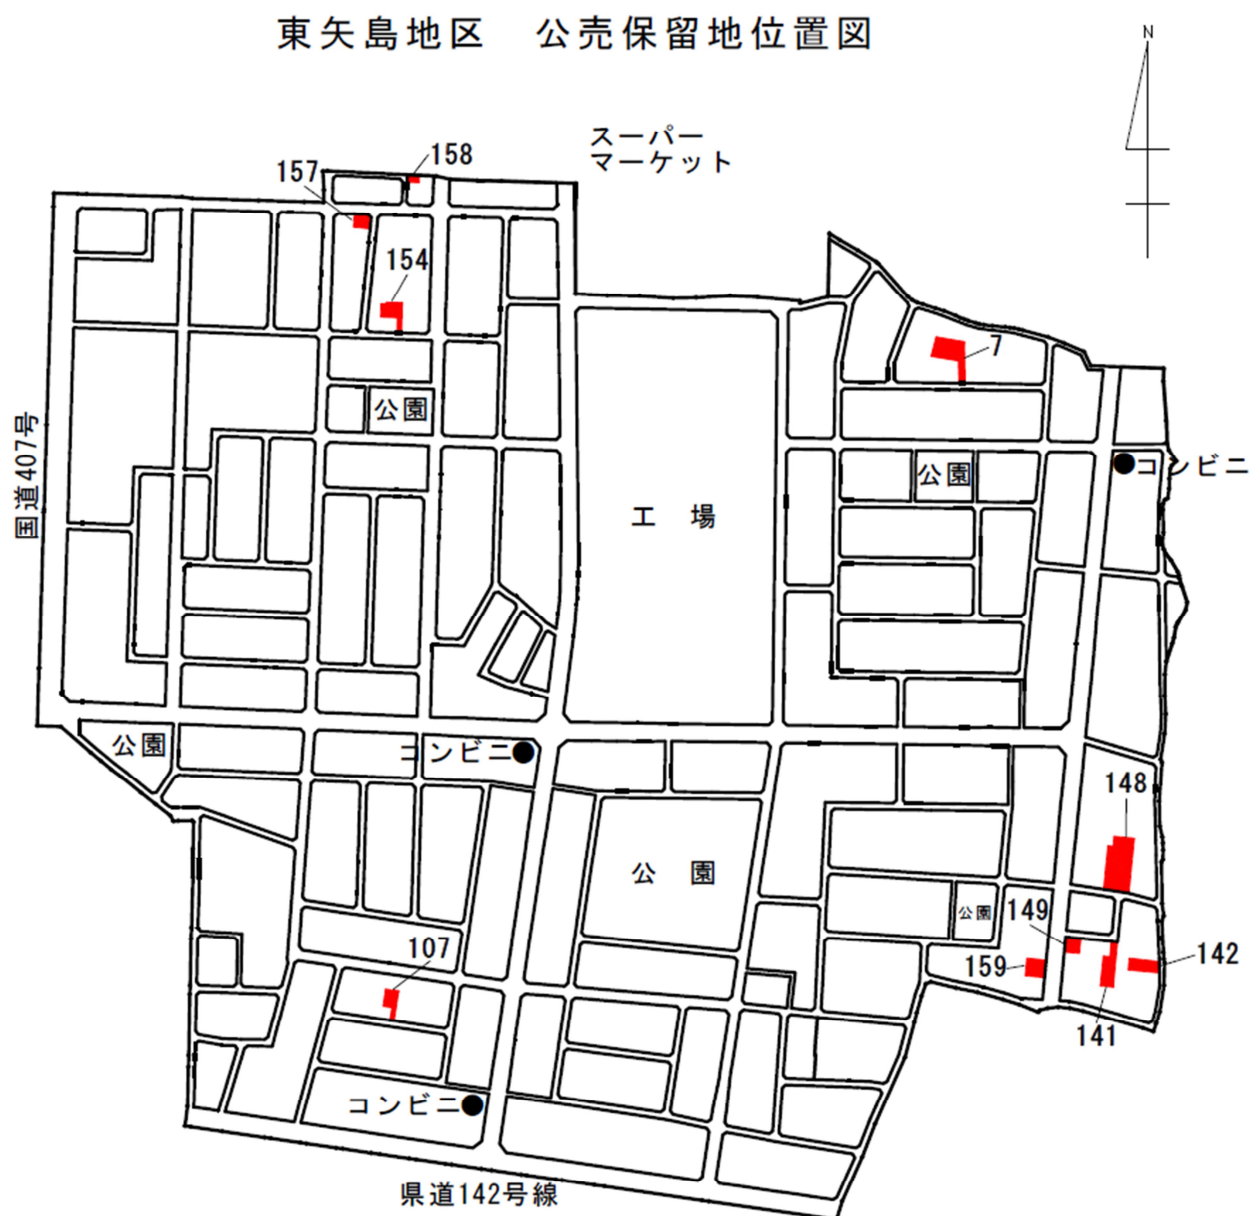 東矢島地区　公売保留地位置図
N
スーパー
マーケット
158
157
154
7
国道407号
公園
コンビニ
公園
工　場
公園
コンビニ
148
公　園
公園
149
107
159
142
141
コンビニ
県道142号線